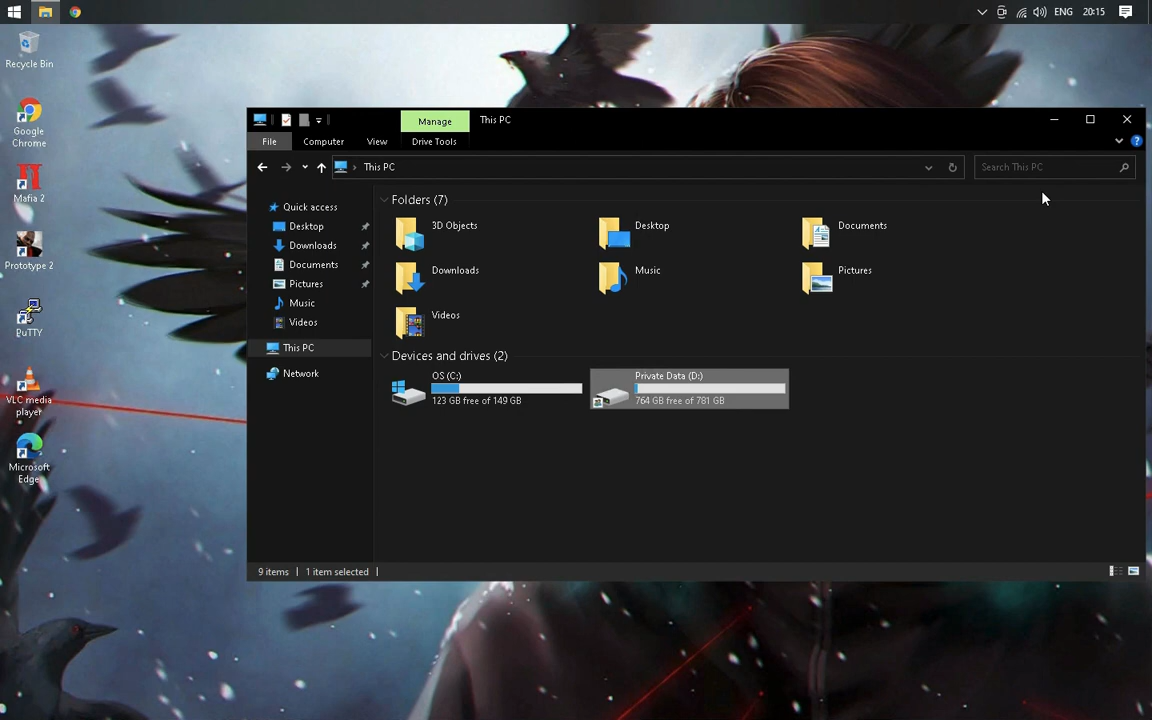 ENG 20:15
Recycle Bin
Google
Chrome
Mafia 2
Prototype 2
PuTTY
VLC media
player
Microsoft
Edge
Manage This PC
File Computer View Drive Tools
This PC
Search This PC
Quick access
Desktop
Downloads
Documents
Pictures
Music
Videos
This PC
Network
Folders (7)
3D Objects Desktop Documents
Downloads Music Pictures
Videos
Devices and drives (2)
OS (C:) Private Data (D:)
123 GB free of 149 GB 764 GB free of 781 GB
9 items 1 item selected